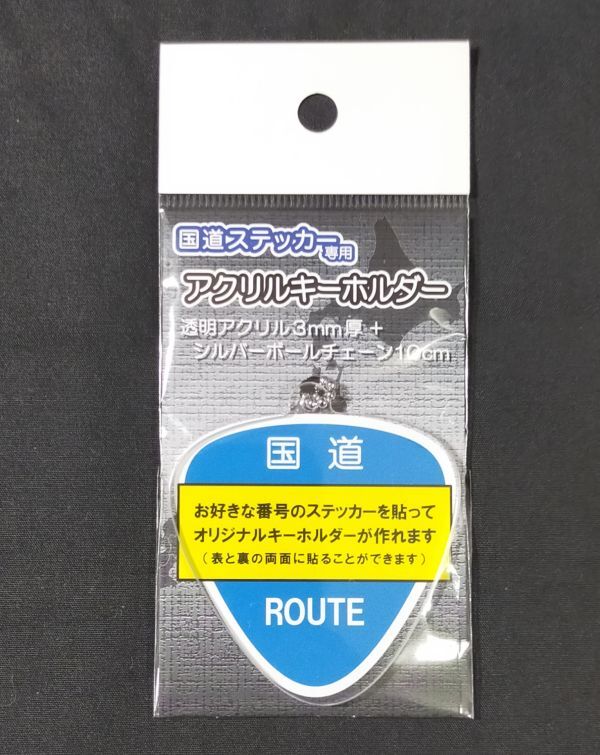 国道ステッカー専用
アクリルキーホルダー
透明アクリル3mm厚+
シルバーボールチェーン10cm
国道
お好きな番号のステッカーを貼って
オリジナルキーホルダーが作れます
(表と裏の両面に貼ることができます)
ROUTE